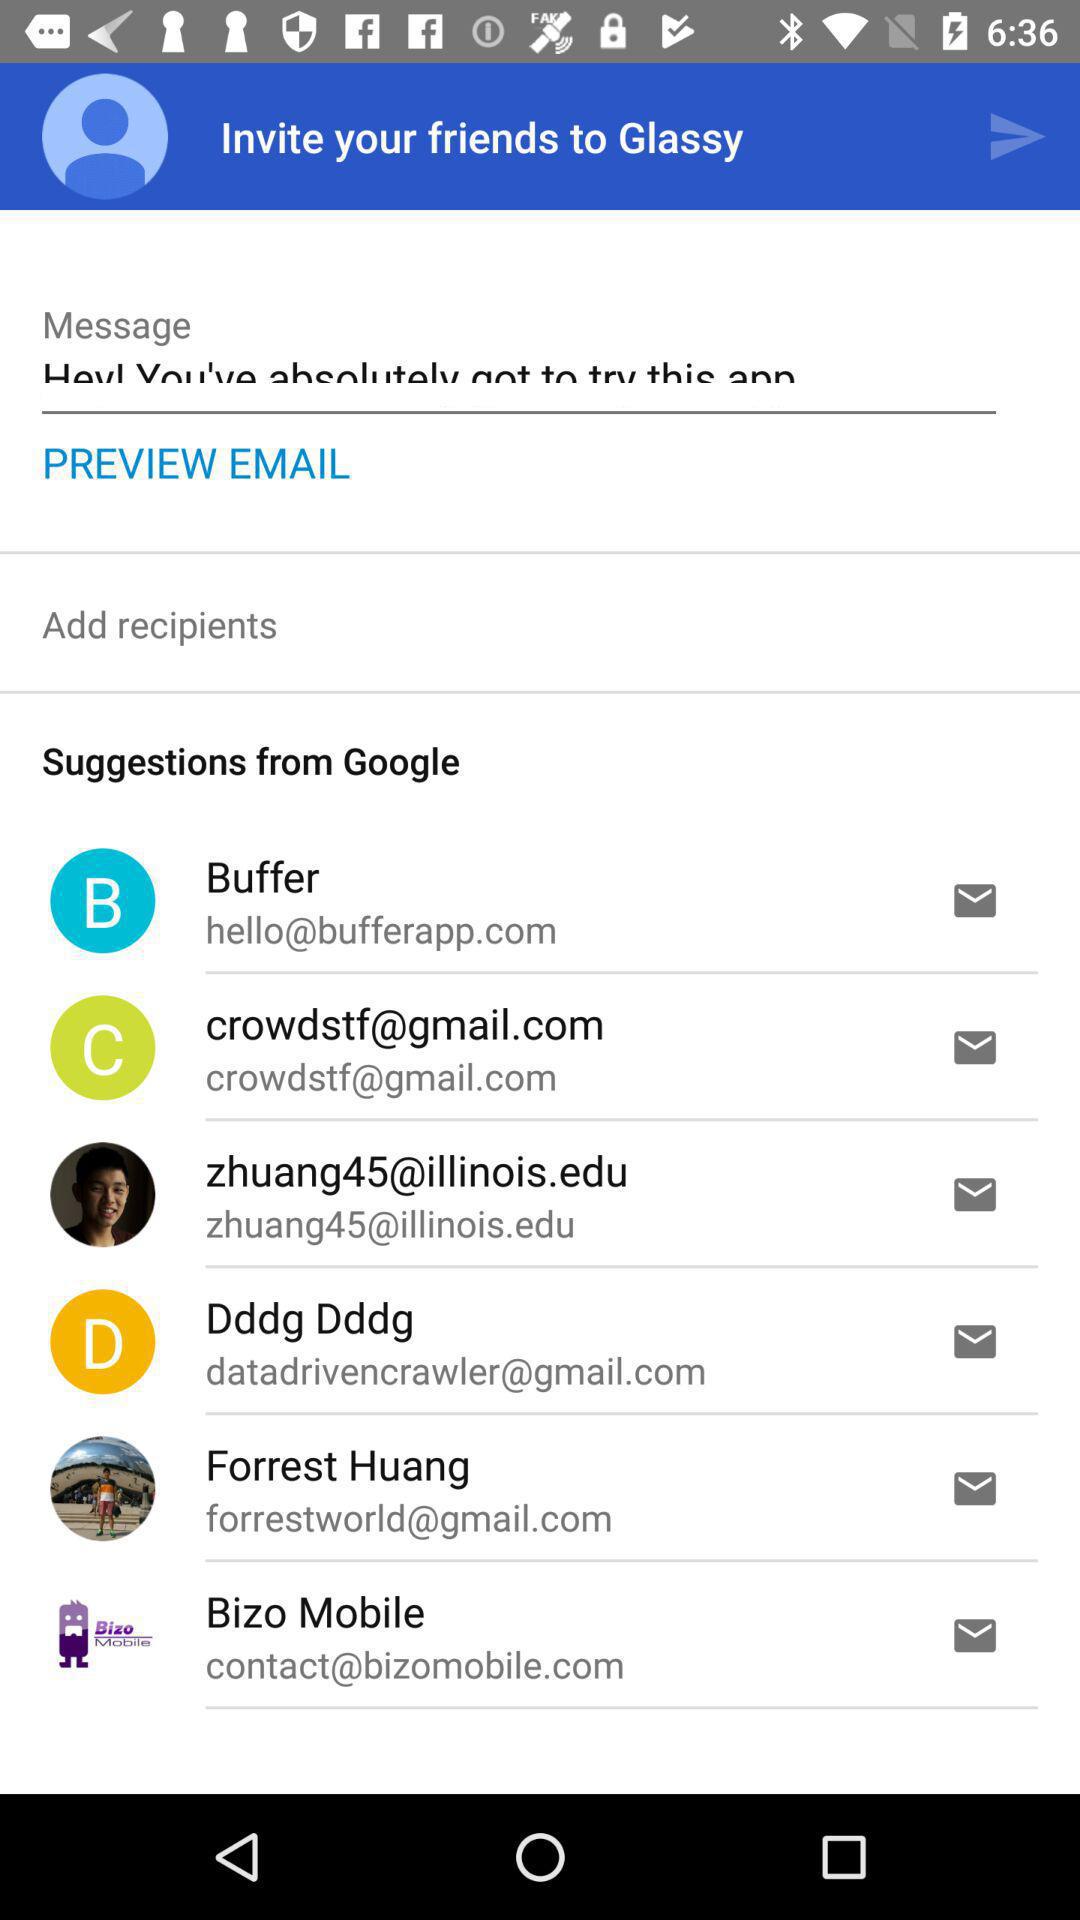 FAKE
6:36
Invite your friends to Glassy
Message
Hey! You've absolutely got to try this app
PREVIEW EMAIL
Add recipients
Suggestions from Google
B
Buffer
hello@bufferapp.com
C
crowdstf@gmail.com
crowdstf@gmail.com
zhuang45@illinois.edu
zhuang45@illinois.edu
D
Dddg Dddg
datadrivencrawler@gmail.com
Forrest Huang
forrestworld@gmail.com
Bizo
Mobile
Bizo Mobile
contact@bizomobile.com